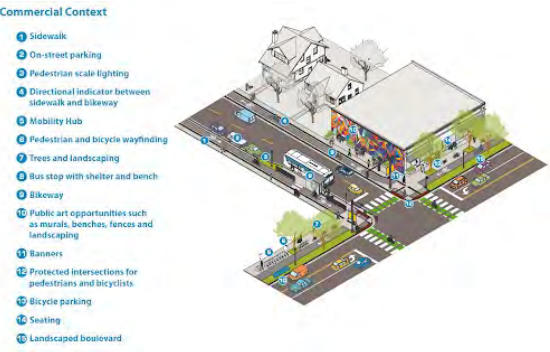 Commercial Context
1 Sidewalk
2 On-street parking
3 Pedestrian scale lighting
4 Directional indicator between
sidewalk and bikeway
5 Mobility Hub
6 Pedestrian and bicycle wayfinding
7 Trees and landscaping
8 Bus stop with shelter and bench
9 Bikeway
10 Public art opportunities such
as murals, benches, fences and
landscaping
11 Banners
12 Protected intersections for
pedestrians and bicyclists
13 Bicycle parking
14 Seating
15 Landscaped boulevard